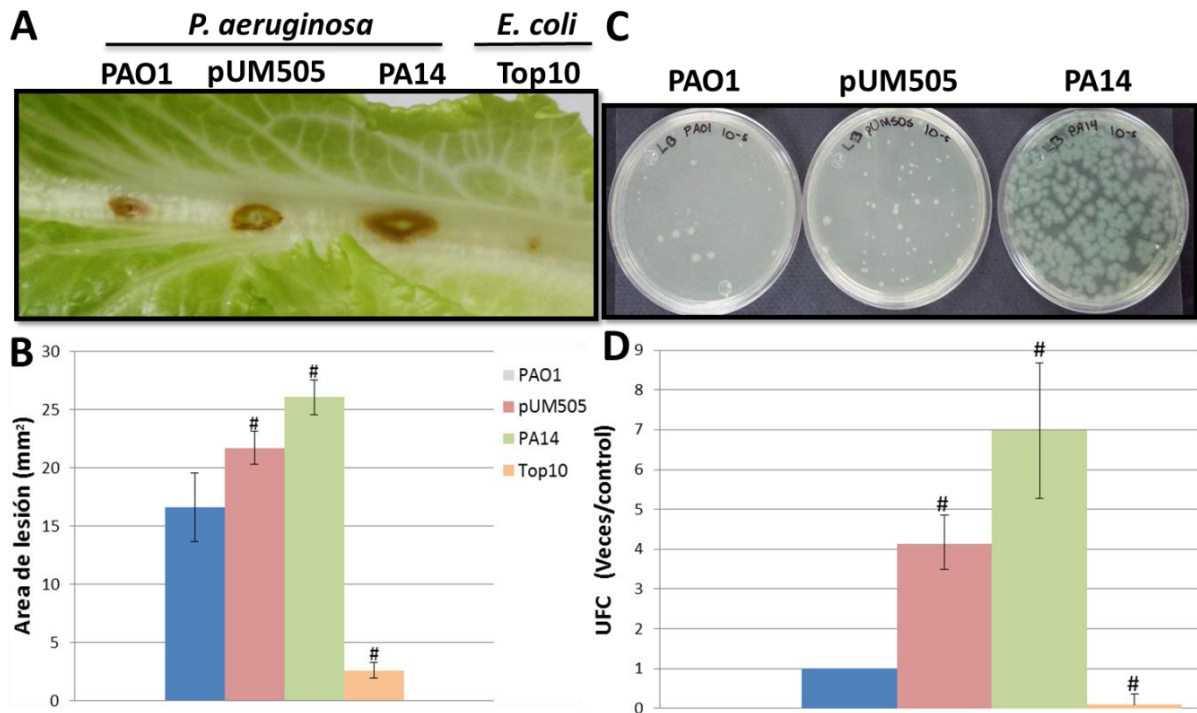 A
P. aeruginosa
E. coli
PAO1
pUM505
PA14
Top10
C
PAO1
pUM505
PA14
LB PAO1 10-5
LB pUM505 10-5
LB PA14 10-5
B
Area de lesión (mm²)
30
25
20
15
10
5
0
#
#
#
PAO1
pUM505
PA14
Top10
D
UFC (Veces/control)
9
8
7
6
5
4
3
2
1
0
#
#
#